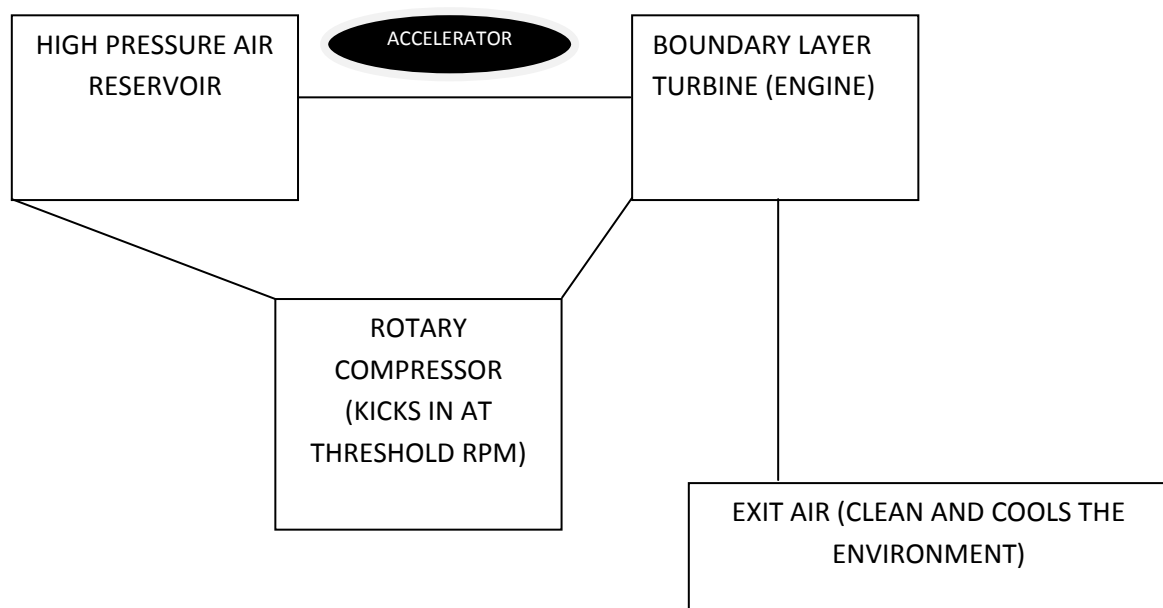 HIGH PRESSURE AIR
RESERVOIR
ACCELERATOR
BOUNDARY LAYER
TURBINE (ENGINE)
ROTARY
COMPRESSOR
(KICKS IN AT
THRESHOLD RPM)
EXIT AIR (CLEAN AND COOLS THE
ENVIRONMENT)